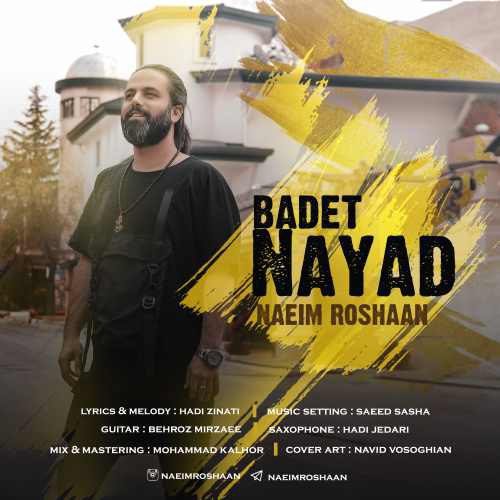 BADET
NAYAD
NAEIM ROSHAAN
LYRICS & MELODY : HADI ZINATI | MUSIC SETTING : SAEED SASHA
GUITAR : BEHROZ MIRZAEE | SAXOPHONE : HADI JEDARI
MIX & MASTERING : MOHAMMAD KALHOR | COVER ART : NAVID VOSOGHIAN
NAEIMROSHAAN NAEIMROSHAAN